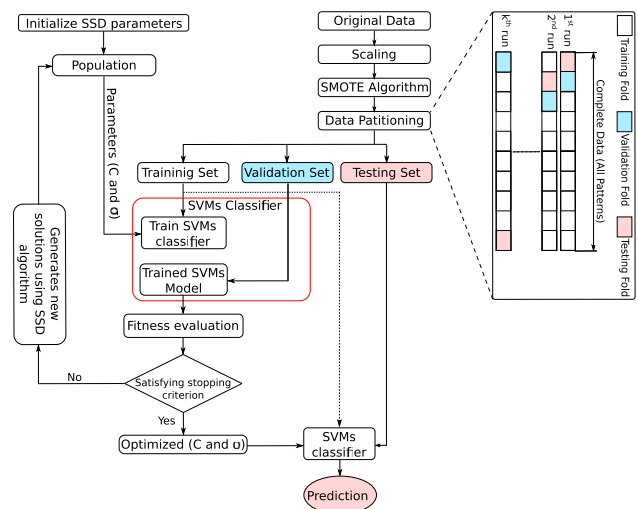 Initialize SSD parameters
Population
Parameters (C and σ)
Original Data
Scaling
SMOTE Algorithm
Data Patitioning
Traininig Set
Validation Set
Testing Set
SVMs Classifier
Train SVMs
classifier
Trained SVMs
Model
Fitness evaluation
Satisfying stopping
criterion
No
Yes
Generates new
solutions using SSD
algorithm
Optimized (C and ʊ)
SVMs
classifier
Prediction
kth run
2nd run
1st run
Complete Data (All Patterns)
Training Fold
Validation Fold
Testing Fold